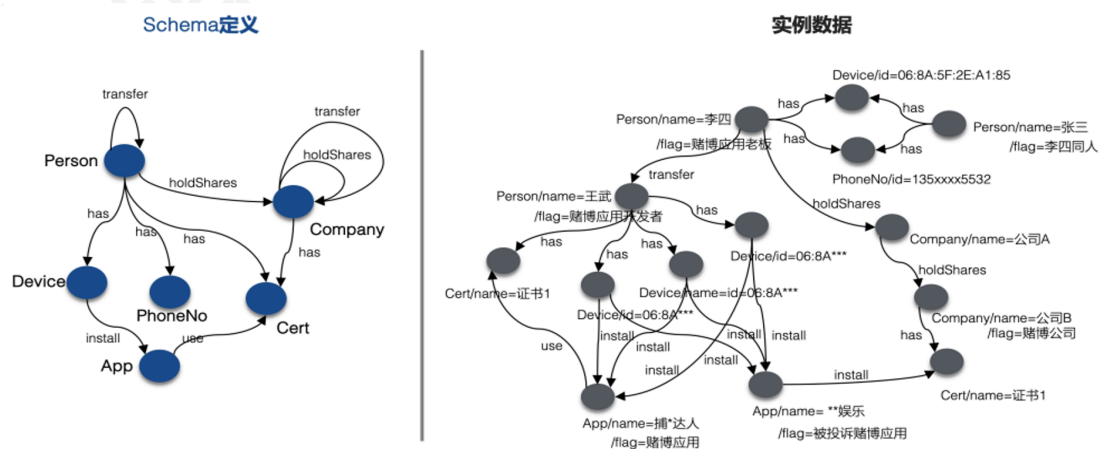 Schema定义
transfer
transfer
Person
holdShares
holdShares
Company
has
has
has
has
Device
PhoneNo
Cert
install
use
App
实例数据
Device/id=06:8A:5F:2E:A1:85
has
has
Person/name=李四
/flag=赌博应用老板
has
has
Person/name=张三
/flag=李四同人
PhoneNo/id=135xxxx5532
transfer
Person/name=王武
/flag=赌博应用开发者
has
holdShares
Company/name=公司A
has
has
has
Device/id=06:8A***
holdShares
Cert/name=证书1
Device/name=id=06:8A***
Device/id=06:8A***
Company/name=公司B
/flag=赌博公司
has
use
install
install
install
install
install
install
install
Cert/name=证书1
App/name=捕*达人
/flag=赌博应用
App/name= **娱乐
/flag=被投诉赌博应用